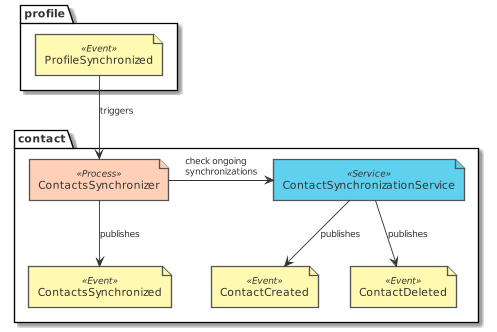 profile
«Event»
ProfileSynchronized
triggers
contact
«Process»
ContactsSynchronizer
check ongoing
synchronizations
«Service»
ContactSynchronizationService
publishes
publishes
publishes
«Event»
ContactsSynchronized
«Event»
ContactCreated
«Event»
ContactDeleted